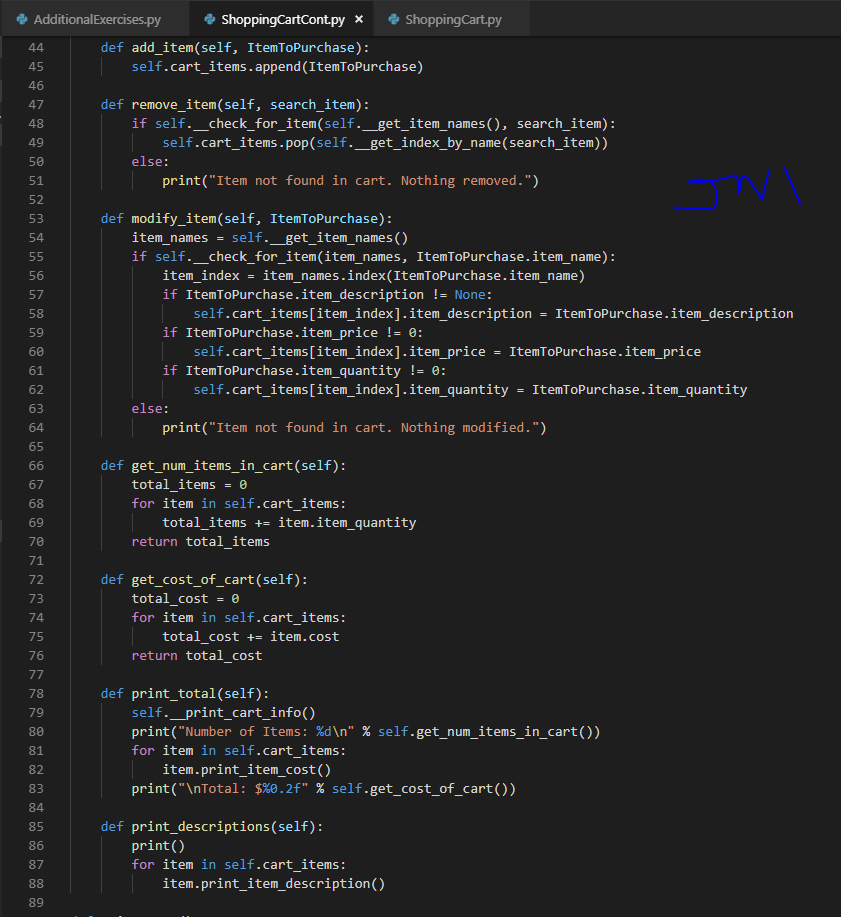 AdditionalExercises.py ShoppingCartCont.py × ShoppingCart.py
44 def add_item(self, ItemToPurchase):
45 self.cart_items.append(ItemToPurchase)
46
47 def remove_item(self, search_item):
48 if self.__check_for_item(self.__get_item_names(), search_item):
49 self.cart_items.pop(self.__get_index_by_name(search_item))
50 else:
51 print("Item not found in cart. Nothing removed.")
52
53 def modify_item(self, ItemToPurchase):
54 item_names = self.__get_item_names()
55 if self.__check_for_item(item_names, ItemToPurchase.item_name):
56 item_index = item_names.index(ItemToPurchase.item_name)
57 if ItemToPurchase.item_description != None:
58 self.cart_items[item_index].item_description = ItemToPurchase.item_description
59 if ItemToPurchase.item_price != 0:
60 self.cart_items[item_index].item_price = ItemToPurchase.item_price
61 if ItemToPurchase.item_quantity != 0:
62 self.cart_items[item_index].item_quantity = ItemToPurchase.item_quantity
63 else:
64 print("Item not found in cart. Nothing modified.")
65
66 def get_num_items_in_cart(self):
67 total_items = 0
68 for item in self.cart_items:
69 total_items += item.item_quantity
70 return total_items
71
72 def get_cost_of_cart(self):
73 total_cost = 0
74 for item in self.cart_items:
75 total_cost += item.cost
76 return total_cost
77
78 def print_total(self):
79 self.__print_cart_info()
80 print("Number of Items: %d\n" % self.get_num_items_in_cart())
81 for item in self.cart_items:
82 item.print_item_cost()
83 print("\nTotal: $%0.2f" % self.get_cost_of_cart())
84
85 def print_descriptions(self):
86 print()
87 for item in self.cart_items:
88 item.print_item_description()
89